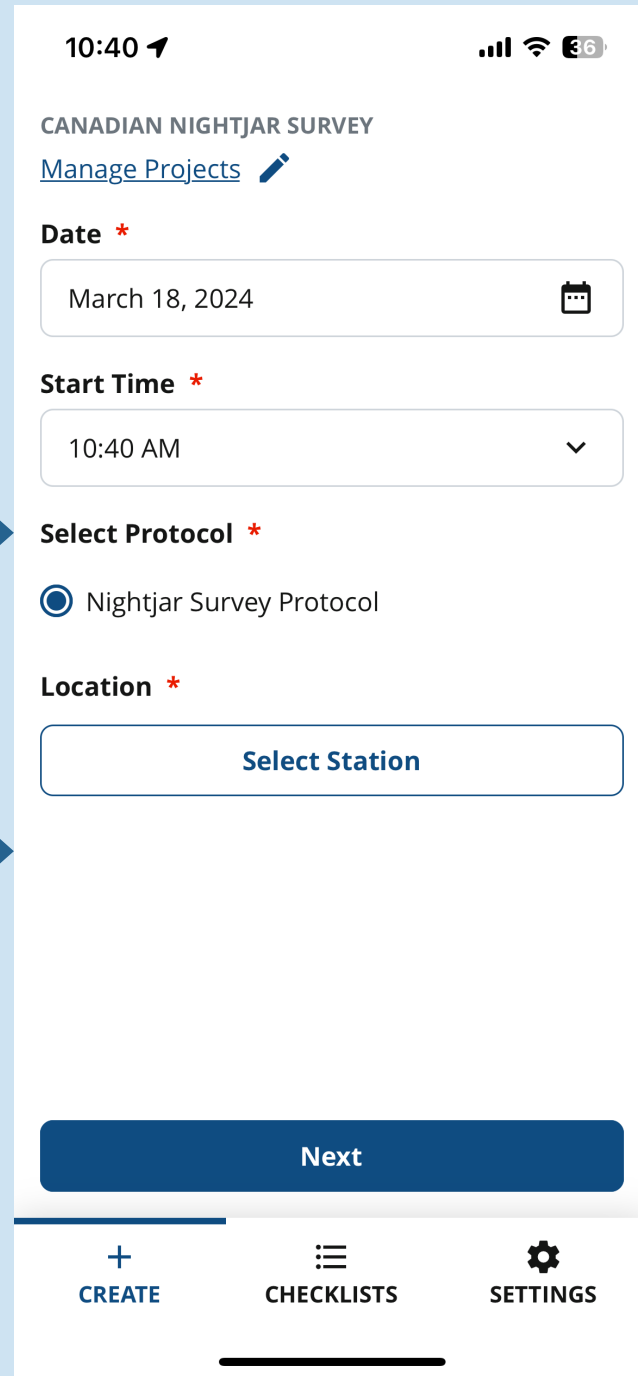 10:40
36
CANADIAN NIGHTJAR SURVEY
Manage Projects
Date *
March 18, 2024
Start Time *
10:40 AM
Select Protocol *
Nightjar Survey Protocol
Location *
Select Station
Next
CREATE CHECKLISTS SETTINGS